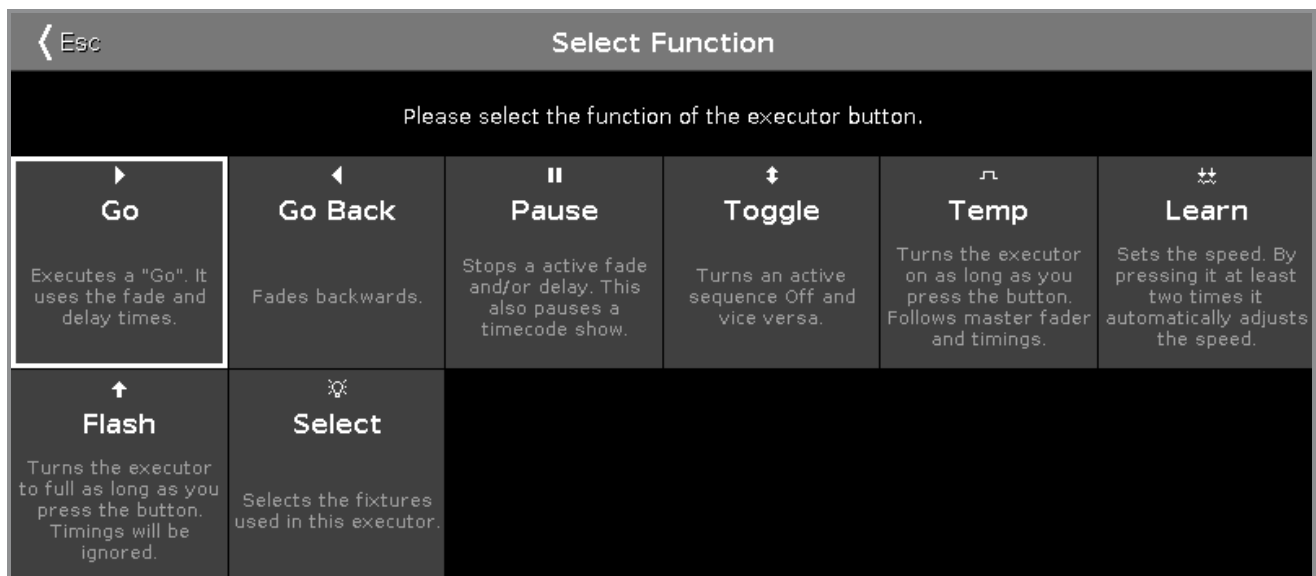 Esc
Select Function
Please select the function of the executor button.
Go
Executes a "Go". It
uses the fade and
delay times.
Go Back
Fades backwards.
Pause
Stops a active fade
and/or delay. This
also pauses a
timecode show.
Toggle
Turns an active
sequence Off and
vice versa.
Temp
Turns the executor
on as long as you
press the button.
Follows master fader
and timings.
Learn
Sets the speed. By
pressing it at least
two times it
automatically adjusts
the speed.
Flash
Turns the executor
to full as long as you
press the button.
Timings will be
ignored.
Select
Selects the fixtures
used in this executor.